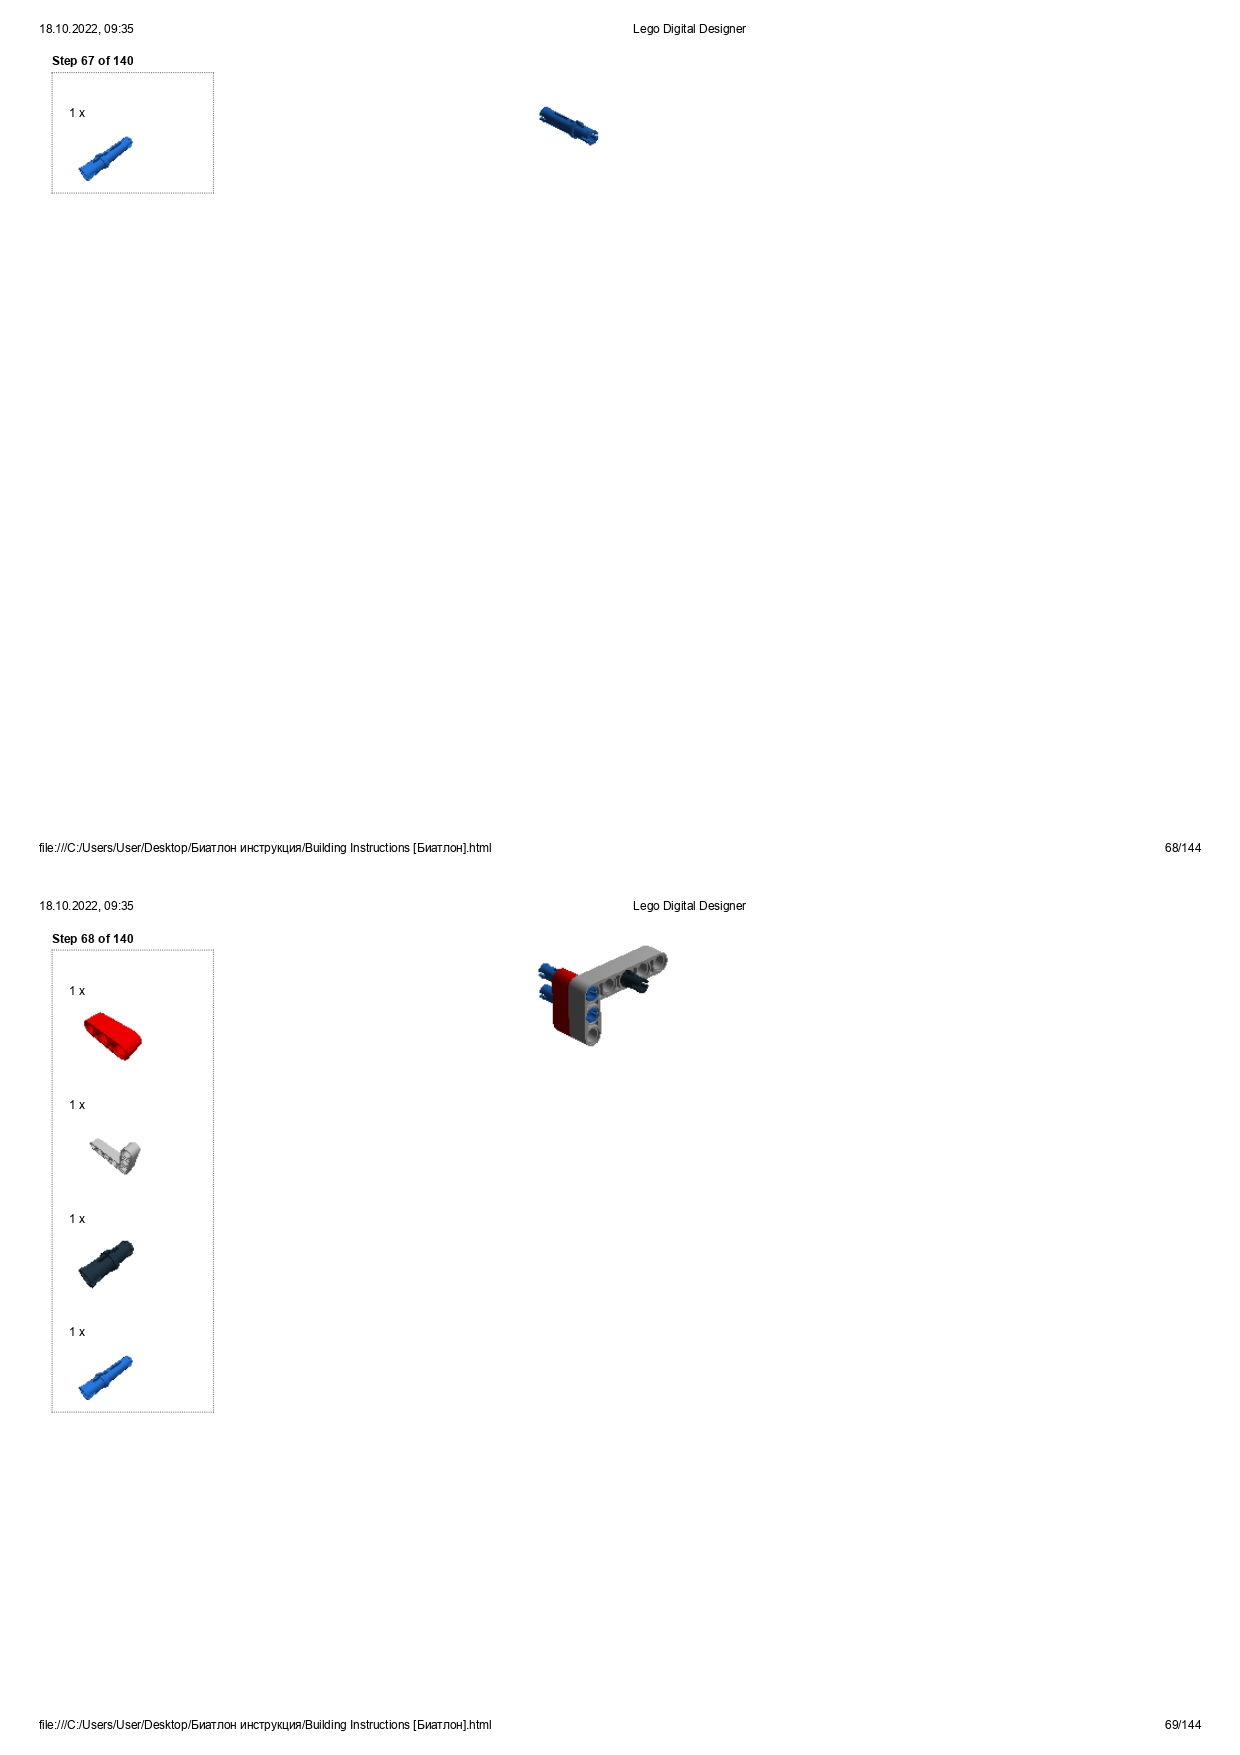 18.10.2022, 09:35 Lego Digital Designer
Step 67 of 140
1 x
file:///C:/Users/User/Desktop/Биатлон инструкция/Building Instructions [Биатлон].html 68/144
18.10.2022, 09:35 Lego Digital Designer
Step 68 of 140
1 x
1 x
1 x
1 x
file:///C:/Users/User/Desktop/Биатлон инструкция/Building Instructions [Биатлон].html 69/144